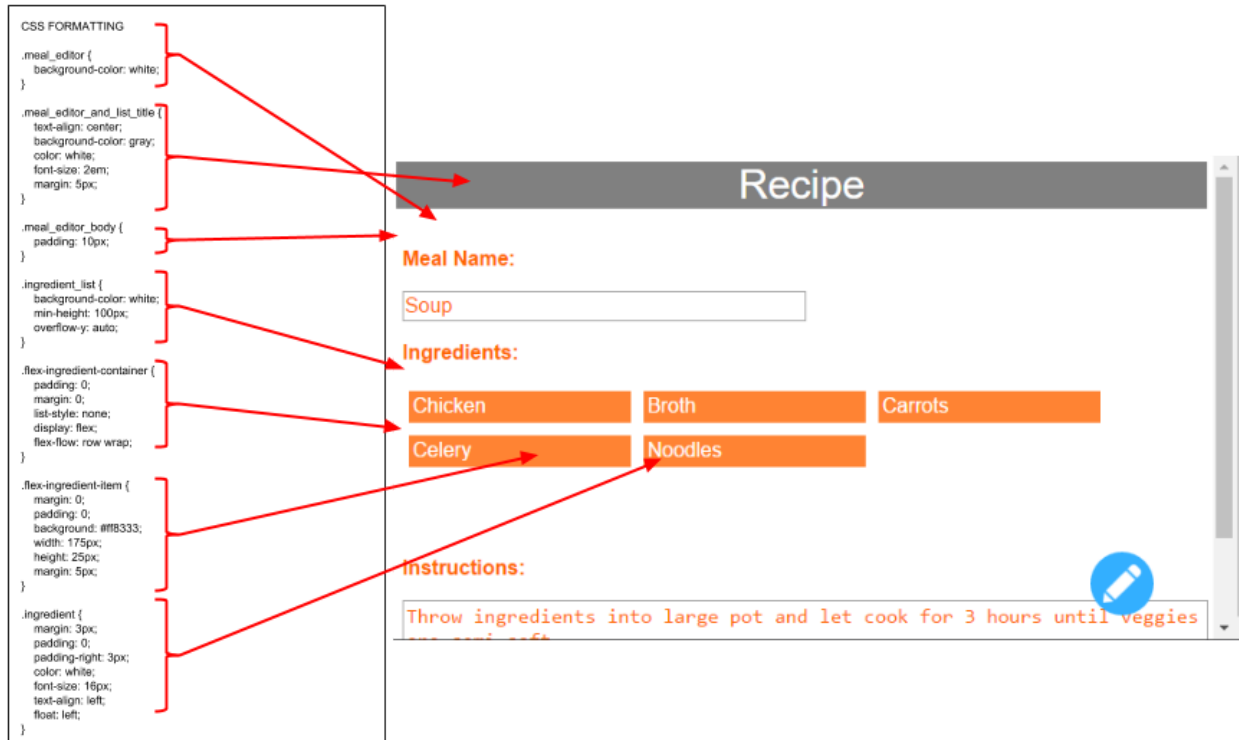 CSS FORMATTING
.meal_editor {
background-color: white;
}
.meal_editor_and_list_title {
text-align: center;
background-color: gray;
color: white;
font-size: 2em;
margin: 5px;
}
.meal_editor_body {
padding: 10px;
}
.ingredient_list {
background-color: white;
min-height: 100px;
overflow-y: auto;
}
.flex-ingredient-container {
padding: 0;
margin: 0;
list-style: none;
display: flex;
flex-flow: row wrap;
}
.flex-ingredient-item {
margin: 0;
padding: 0;
background: #ff8333;
width: 175px;
height: 25px;
margin: 5px;
}
.ingredient {
margin: 3px;
padding: 0;
padding-right: 3px;
color: white;
font-size: 16px;
text-align: left;
float: left;
}
Recipe
Meal Name:
Soup
Ingredients:
Chicken Broth Carrots
Celery Noodles
Instructions:
Throw ingredients into large pot and let cook for 3 hours until veggies